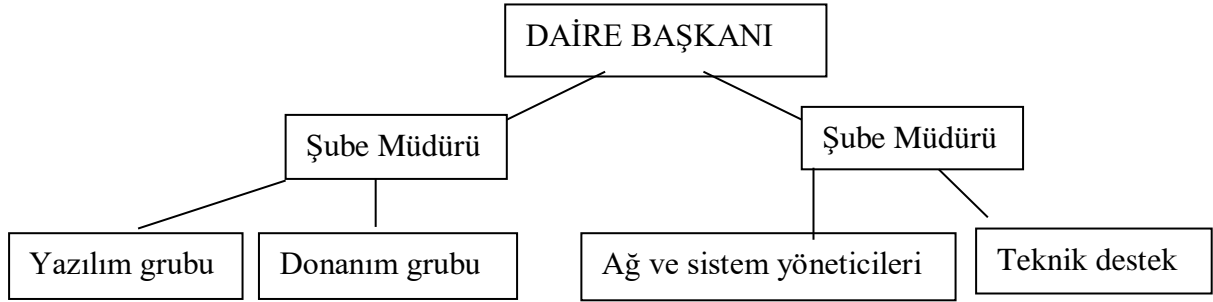 DAİRE BAŞKANI
Şube Müdürü
Şube Müdürü
Yazılım grubu
Donanım grubu
Ağ ve sistem yöneticileri
Teknik destek